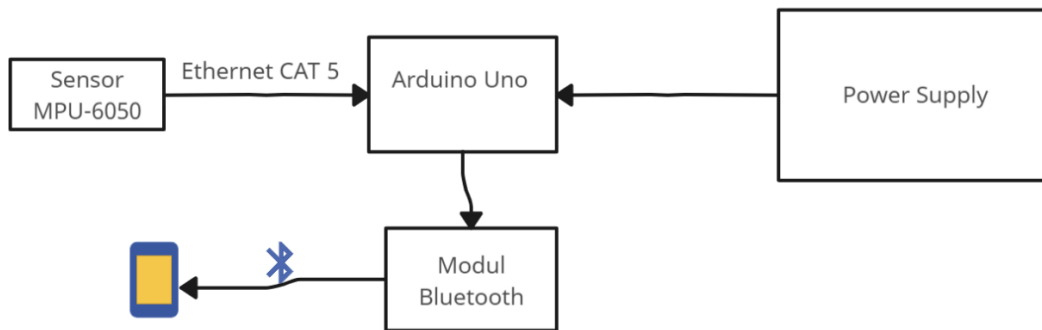 Sensor
MPU-6050
Ethernet CAT 5
Arduino Uno
Power Supply
Modul
Bluetooth